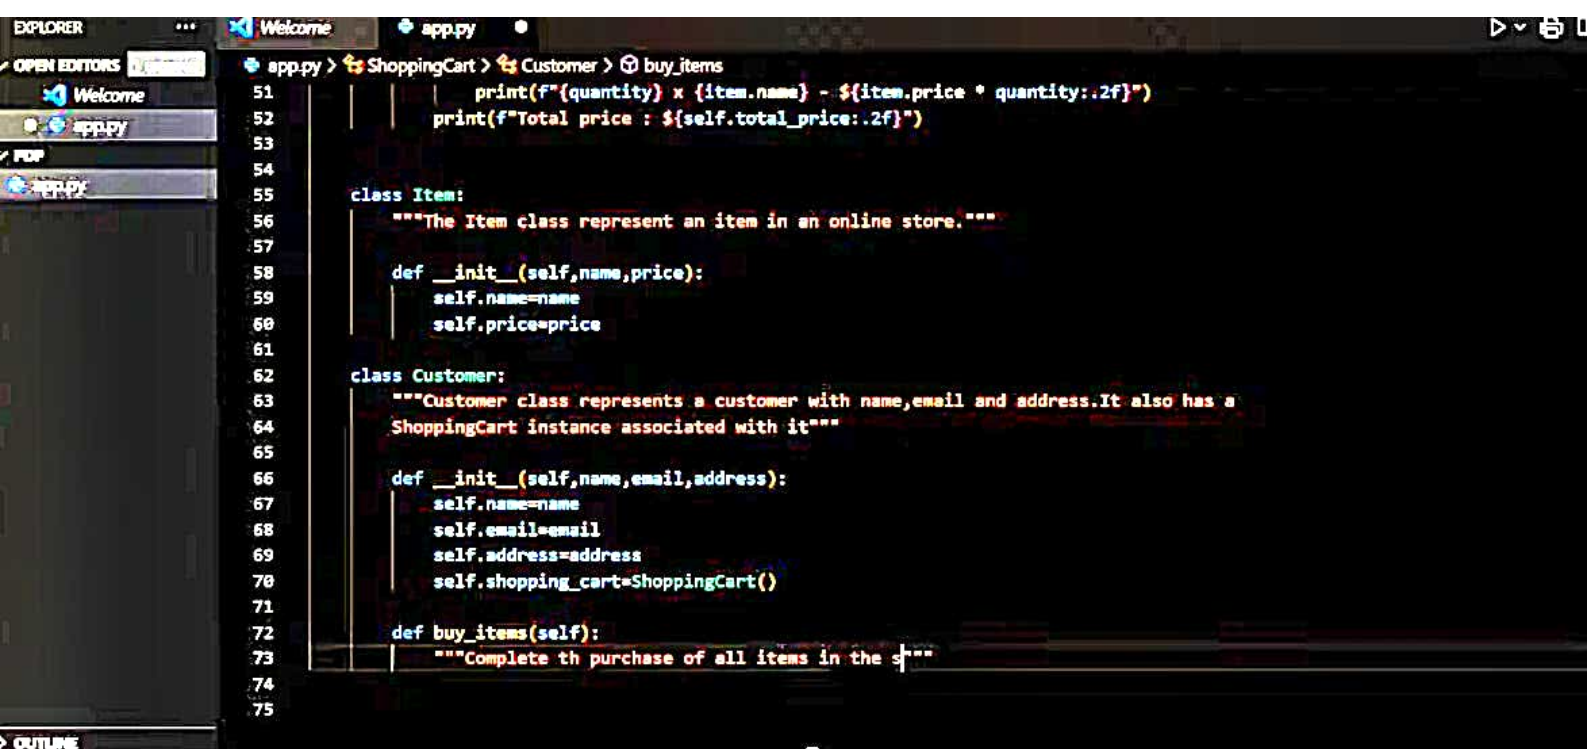 EXPLORER ...
Welcome
app.py
OPEN EDITORS
app.py > ShoppingCart > Customer > buy_items
Welcome
51 print(f"{quantity} x {item.name} - ${item.price * quantity:.2f}")
app.py
52 print(f"Total price : ${self.total_price:.2f}")
53
54
app.py
55 class Item:
56 """The Item class represent an item in an online store."""
57
58 def __init__(self,name,price):
59 self.name=name
60 self.price=price
61
62 class Customer:
63 """Customer class represents a customer with name,email and address.It also has a
64 ShoppingCart instance associated with it"""
65
66 def __init__(self,name,email,address):
67 self.name=name
68 self.email=email
69 self.address=address
70 self.shopping_cart=ShoppingCart()
71
72 def buy_items(self):
73 """Complete th purchase of all items in the s"""
74
75
OUTLINE